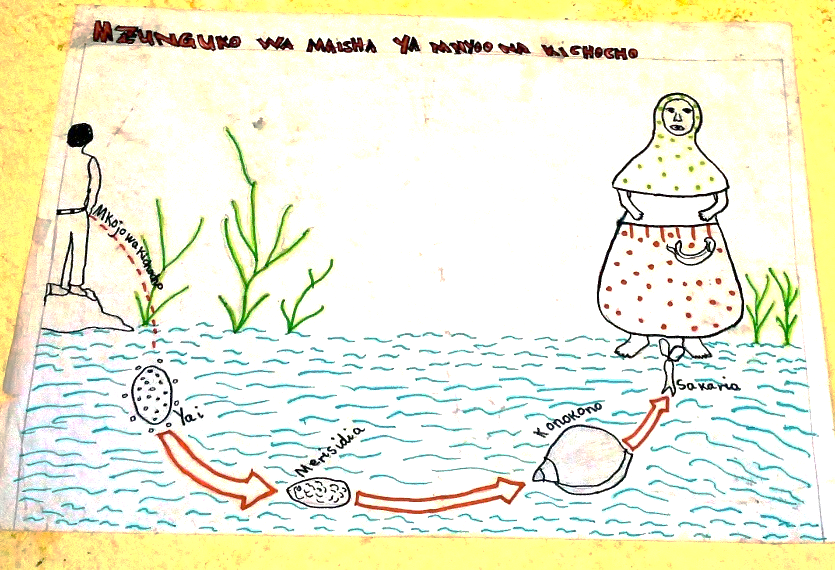 MZUNGUKO WA MAISHA YA MNYOO WA KICHOCHO
Mkojo wa Kichocho
Yai
Merisidia
Konokono
Sakaria